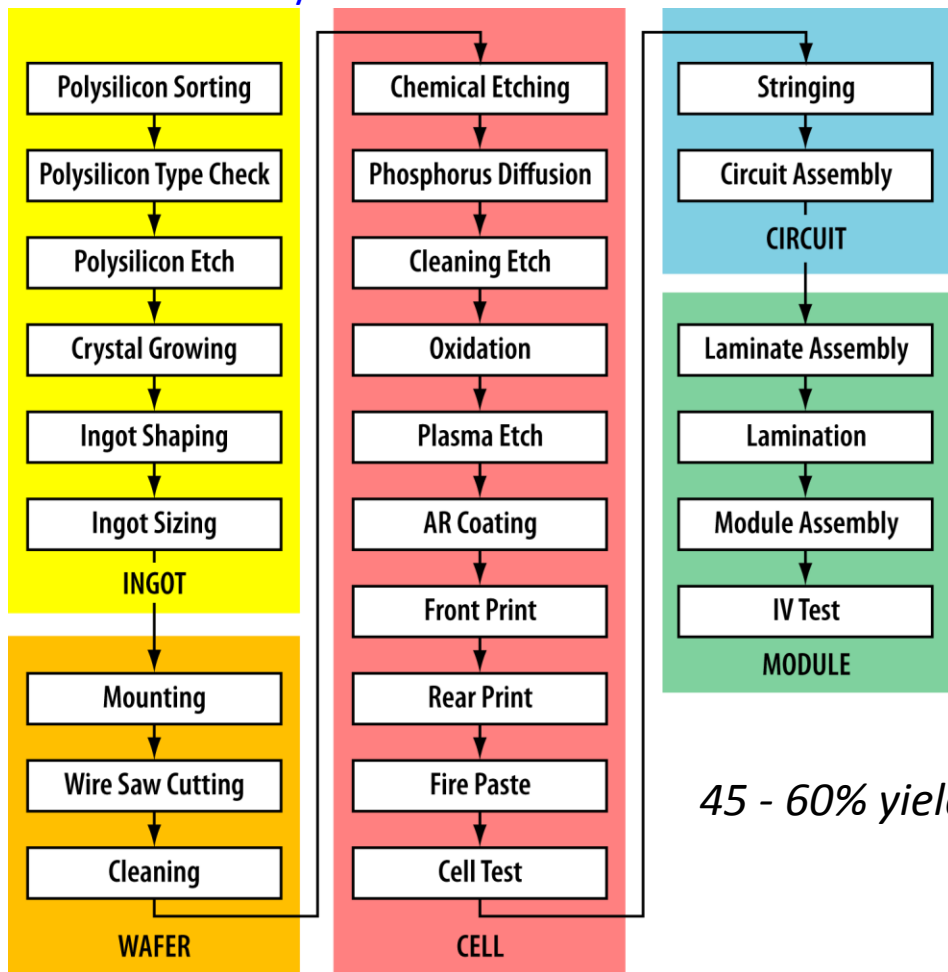 Polysilicon Sorting
Polysilicon Type Check
Polysilicon Etch
Crystal Growing
Ingot Shaping
Ingot Sizing
INGOT
Mounting
Wire Saw Cutting
Cleaning
WAFER
Chemical Etching
Phosphorus Diffusion
Cleaning Etch
Oxidation
Plasma Etch
AR Coating
Front Print
Rear Print
Fire Paste
Cell Test
CELL
Stringing
Circuit Assembly
CIRCUIT
Laminate Assembly
Lamination
Module Assembly
IV Test
MODULE
45 - 60%